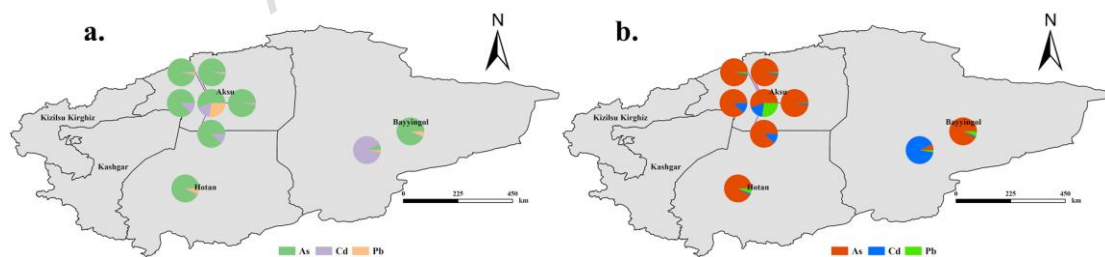 a.
N
Aksu
Kizilsu Kirghiz
Bayyingol
Kashgar
Hotan
0 225 450
km
As Cd Pb
b.
N
Aksu
Kizilsu Kirghiz
Bayyingol
Kashgar
Hotan
0 225 450
km
As Cd Pb